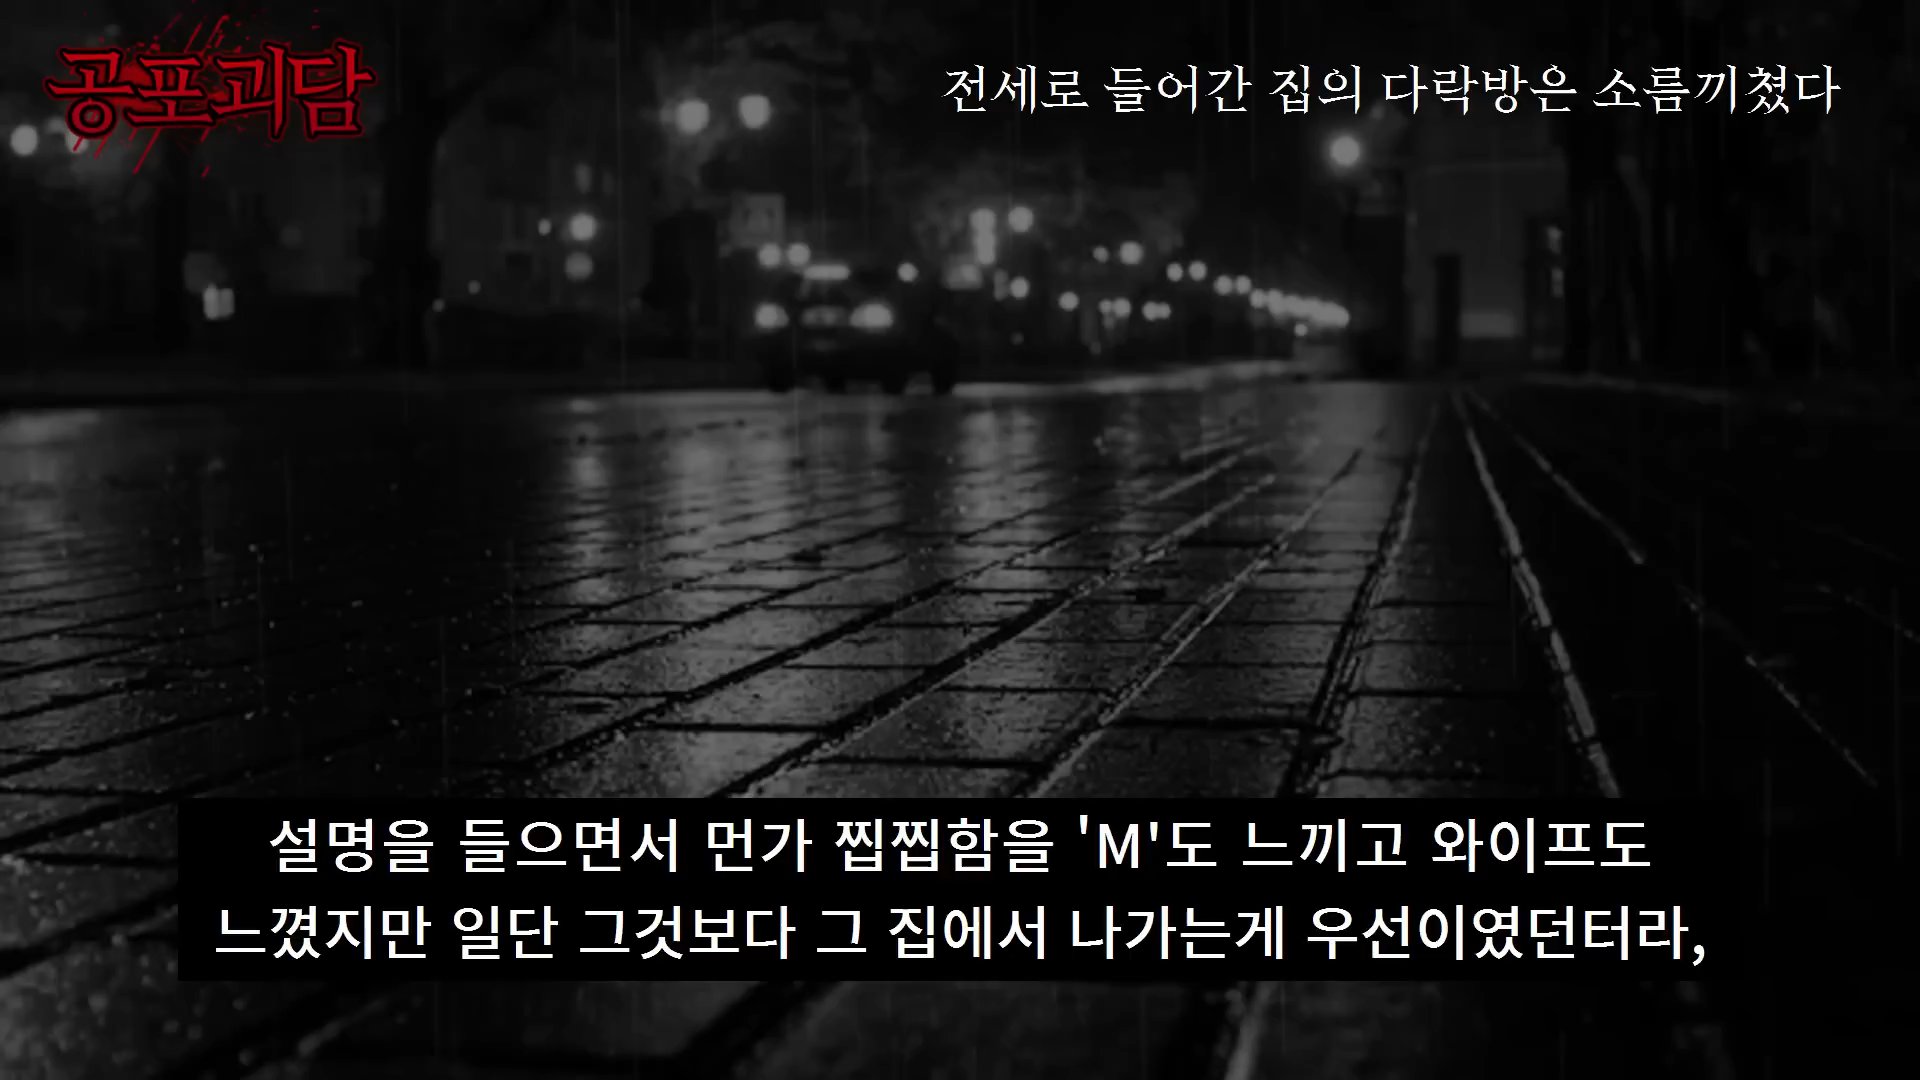 공포괴담
전세로 들어간 집의 다락방은 소름끼쳤다
설명을 들으면서 먼가 찝찝함을 'M'도 느끼고 와이프도
느꼈지만 일단 그것보다 그 집에서 나가는게 우선이였던터라,